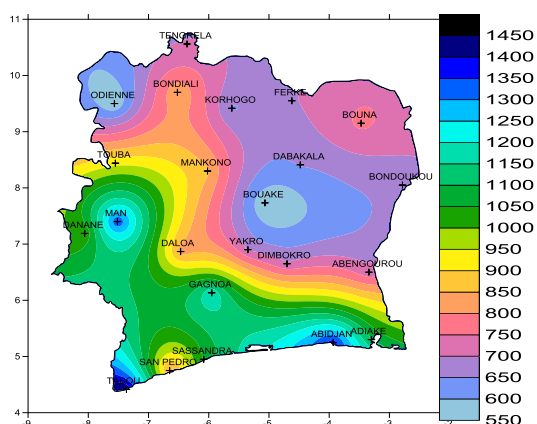 11
TENGRELA
1450
1400
1350
1300
1250
1200
1150
1100
1050
1000
950
900
850
800
750
700
650
600
550
10
ODIENNE
BONDIALI
KORHOGO
FERKE
BOUNA
9
TOUBA
MANKONO
DABAKALA
BONDOUKOU
8
BOUAKE
MAN
DANANE
7
DALOA
YAKRO
DIMBOKRO
ABENGOUROU
GAGNOA
6
ABIDJAN
ADIAKE
5
SASSANDRA
SAN PEDRO
4
-9
-8
-7
-6
-5
-4
-3